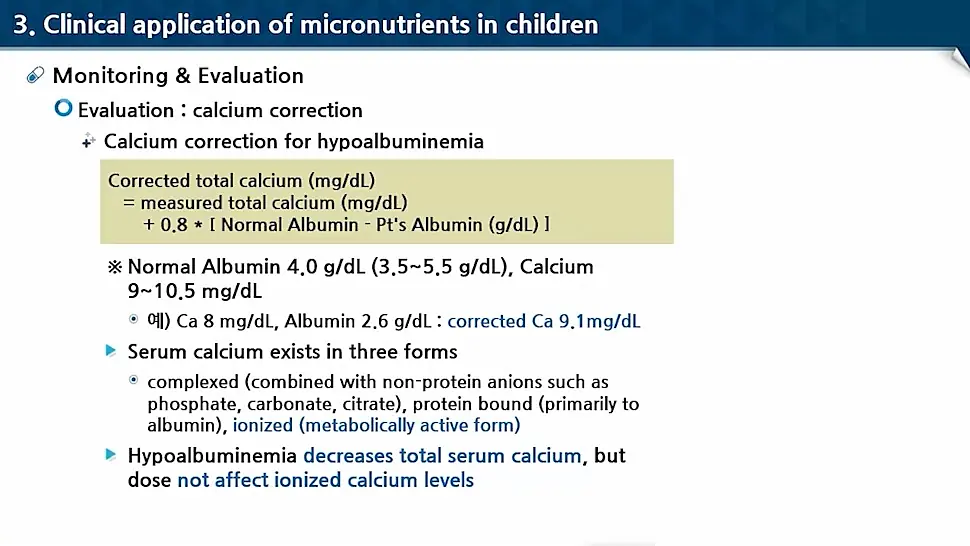 3. Clinical application of micronutrients in children
Monitoring & Evaluation
Evaluation : calcium correction
Calcium correction for hypoalbuminemia
Corrected total calcium (mg/dL)
= measured total calcium (mg/dL)
+ 0.8 * [ Normal Albumin - Pt's Albumin (g/dL) ]
※ Normal Albumin 4.0 g/dL (3.5~5.5 g/dL), Calcium
9~10.5 mg/dL
예) Ca 8 mg/dL, Albumin 2.6 g/dL : corrected Ca 9.1mg/dL
Serum calcium exists in three forms
complexed (combined with non-protein anions such as
phosphate, carbonate, citrate), protein bound (primarily to
albumin), ionized (metabolically active form)
Hypoalbuminemia decreases total serum calcium, but
dose not affect ionized calcium levels